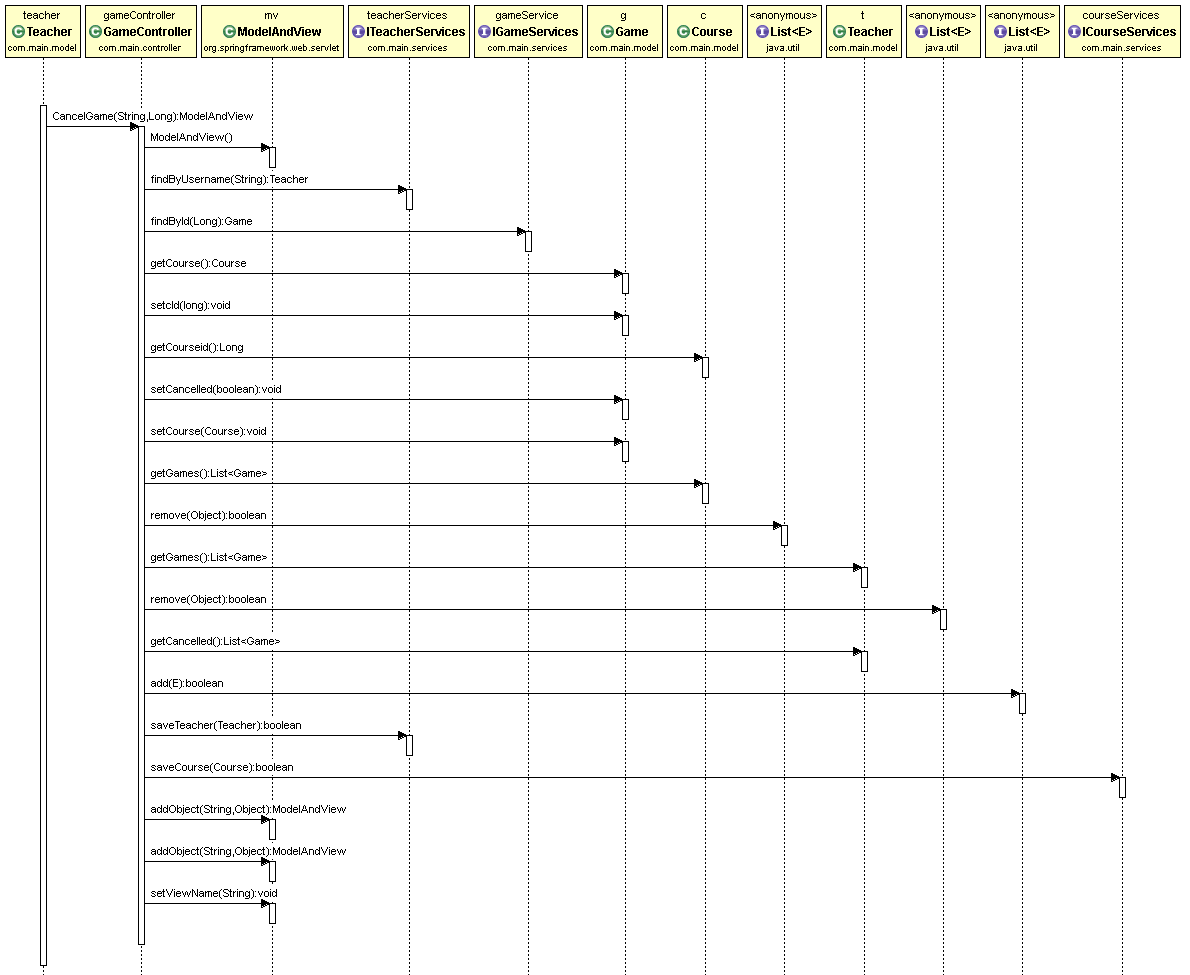 teacher
Teacher
com.main.model
gameController
GameController
com.main.controller
mv
ModelAndView
org.springframework.web.servlet
teacherServices
ITeacherServices
com.main.services
gameService
IGameServices
com.main.services
g
Game
com.main.model
c
Course
com.main.model
<anonymous>
List<E>
java.util
t
Teacher
com.main.model
<anonymous>
List<E>
java.util
<anonymous>
List<E>
java.util
courseServices
ICourseServices
com.main.services
CancelGame(String,Long):ModelAndView
ModelAndView()
findByUsername(String):Teacher
findById(Long):Game
getCourse():Course
setcId(long):void
getCourseid():Long
setCancelled(boolean):void
setCourse(Course):void
getGames():List<Game>
remove(Object):boolean
getGames():List<Game>
remove(Object):boolean
getCancelled():List<Game>
add(E):boolean
saveTeacher(Teacher):boolean
saveCourse(Course):boolean
addObject(String,Object):ModelAndView
addObject(String,Object):ModelAndView
setViewName(String):void